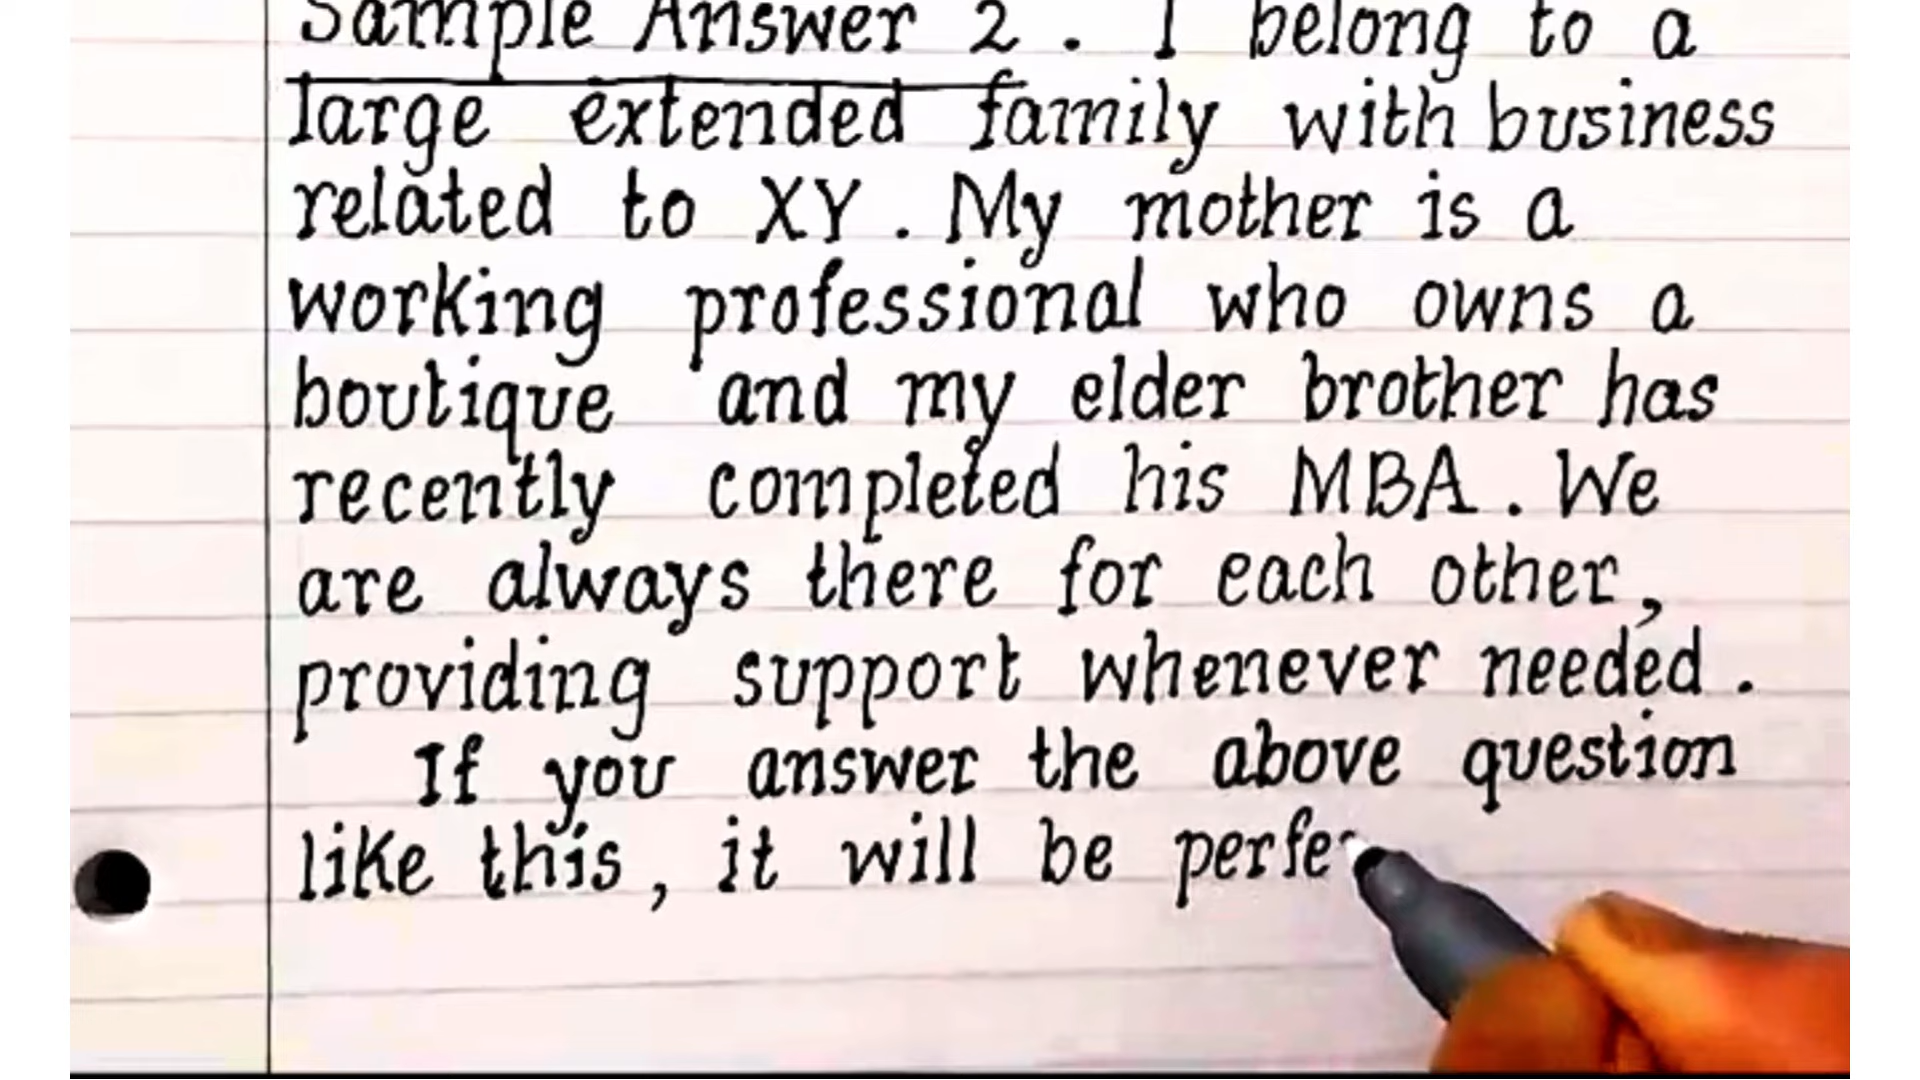 Sample Answer 2. I belong to a
large extended family with business
related to XY. My mother is a
working professional who owns a
boutique and my elder brother has
recently completed his MBA. We
are always there for each other,
providing support whenever needed.
If you answer the above question
like this, it will be perfe